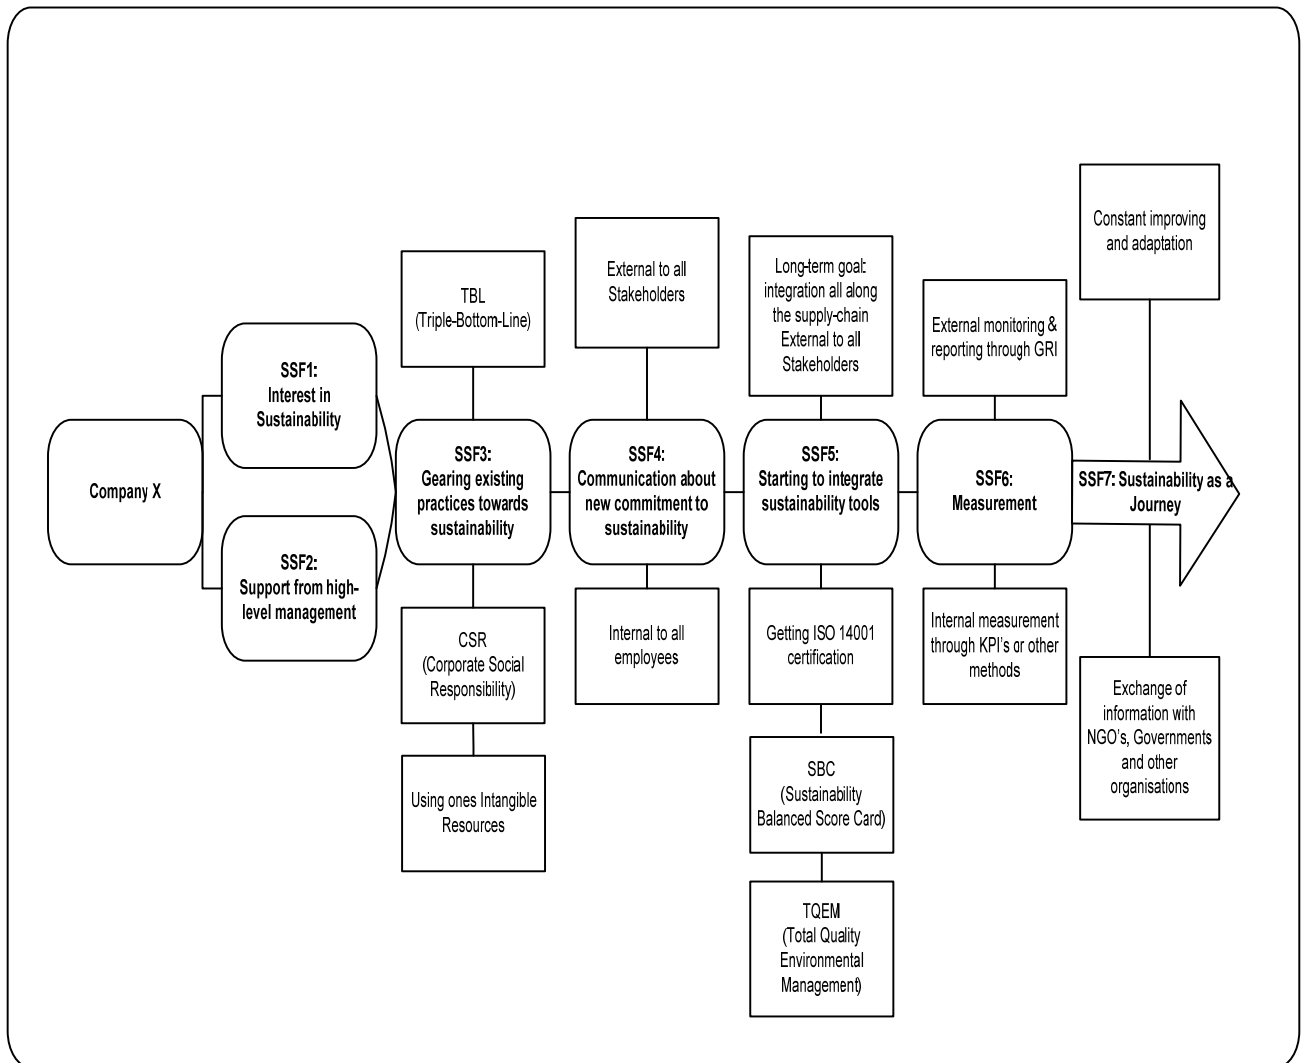 Company X
SSF1:
Interest in
Sustainability
SSF2:
Support from high-
level management
TBL
(Triple-Bottom-Line)
SSF3:
Gearing existing
practices towards
sustainability
CSR
(Corporate Social
Responsibility)
Using ones Intangible
Resources
External to all
Stakeholders
SSF4:
Communication about
new commitment to
sustainability
Internal to all
employees
Long-term goal:
integration all along
the supply-chain
External to all
Stakeholders
SSF5:
Starting to integrate
sustainability tools
Getting ISO 14001
certification
SBC
(Sustainability
Balanced Score Card)
TQEM
(Total Quality
Environmental
Management)
External monitoring &
reporting through GRI
SSF6:
Measurement
Internal measurement
through KPI's or other
methods
Constant improving
and adaptation
SSF7: Sustainability as a
Journey
Exchange of
information with
NGO's, Governments
and other
organisations